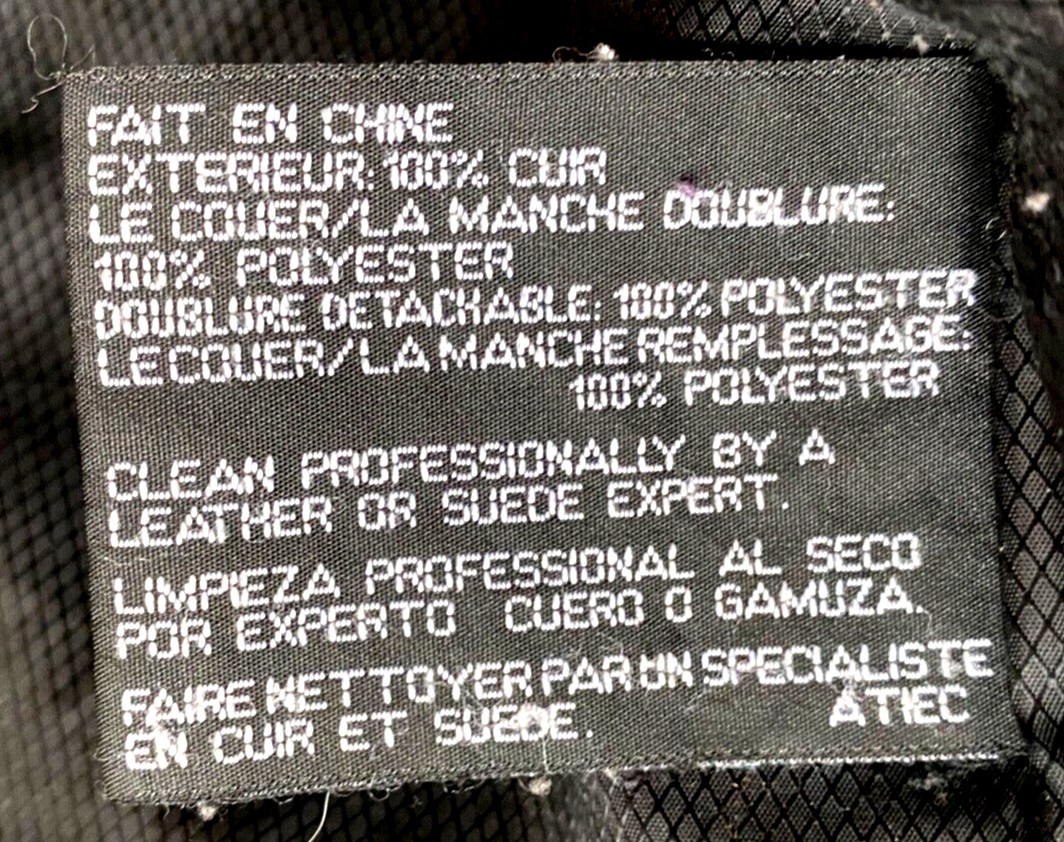 FAIT EN CHINE
EXTERIEUR: 100% CUIR
LE COUER/LA MANCHE DOUBLURE:
100% POLYESTER
DOUBLURE DETACHABLE: 100% POLYESTER
LE COUER/LA MANCHE REMPLESSAGE:
100% POLYESTER
CLEAN PROFESSIONALLY BY A
LEATHER OR SUEDE EXPERT.
LIMPIEZA PROFESSIONAL AL SECO
POR EXPERTO CUERO O GAMUZA.
FAIRE NETTOYER PAR UN SPECIALISTE
EN CUIR ET SUEDE. ATIEC